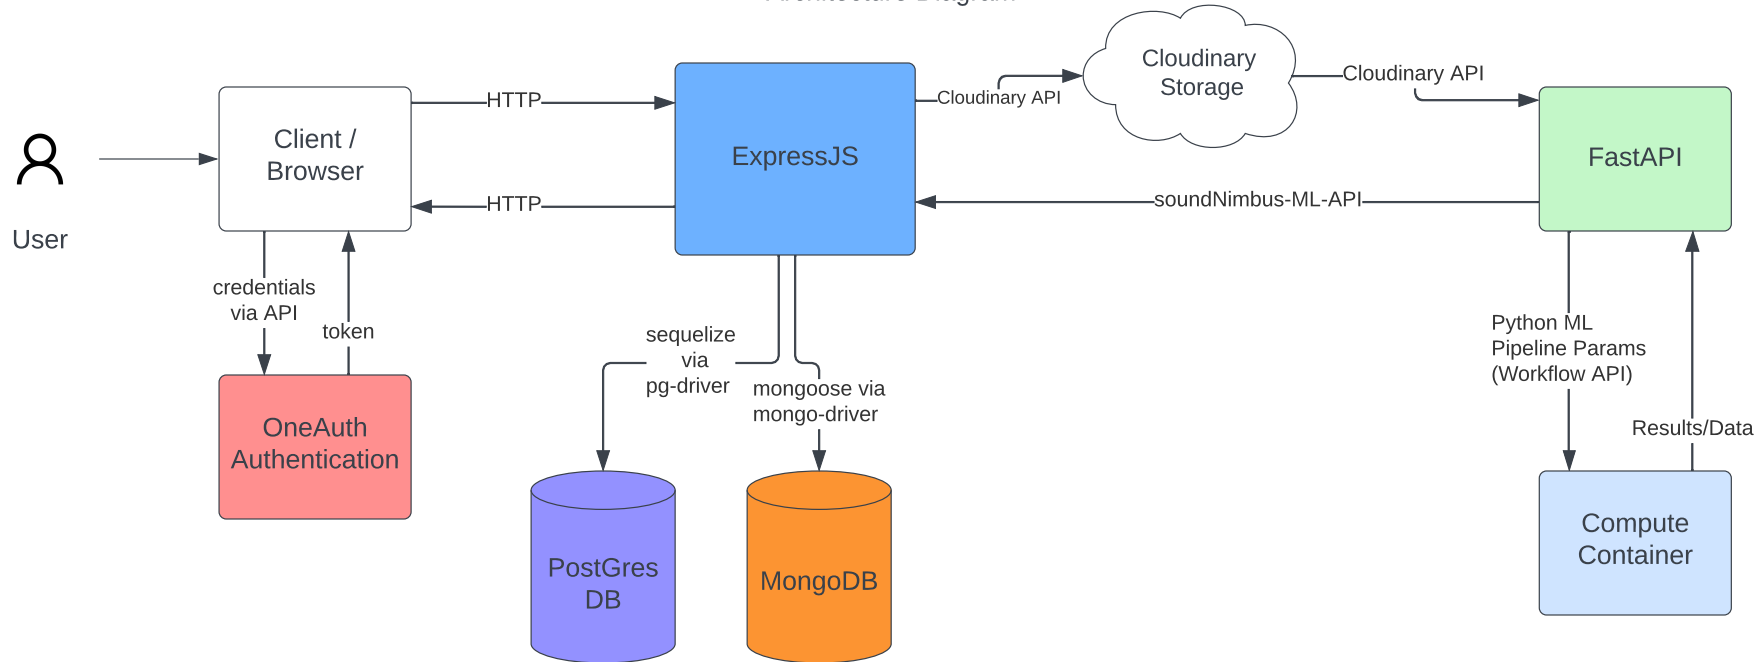 Architecture Diagram
Cloudinary
Storage
Cloudinary API
Cloudinary API
HTTP
Client /
Browser
ExpressJS
FastAPI
HTTP
soundNimbus-ML-API
User
credentials
via API
token
sequelize
via
pg-driver
mongoose via
mongo-driver
Python ML
Pipeline Params
(Workflow API)
Results/Data
OneAuth
Authentication
PostGres
DB
MongoDB
Compute
Container